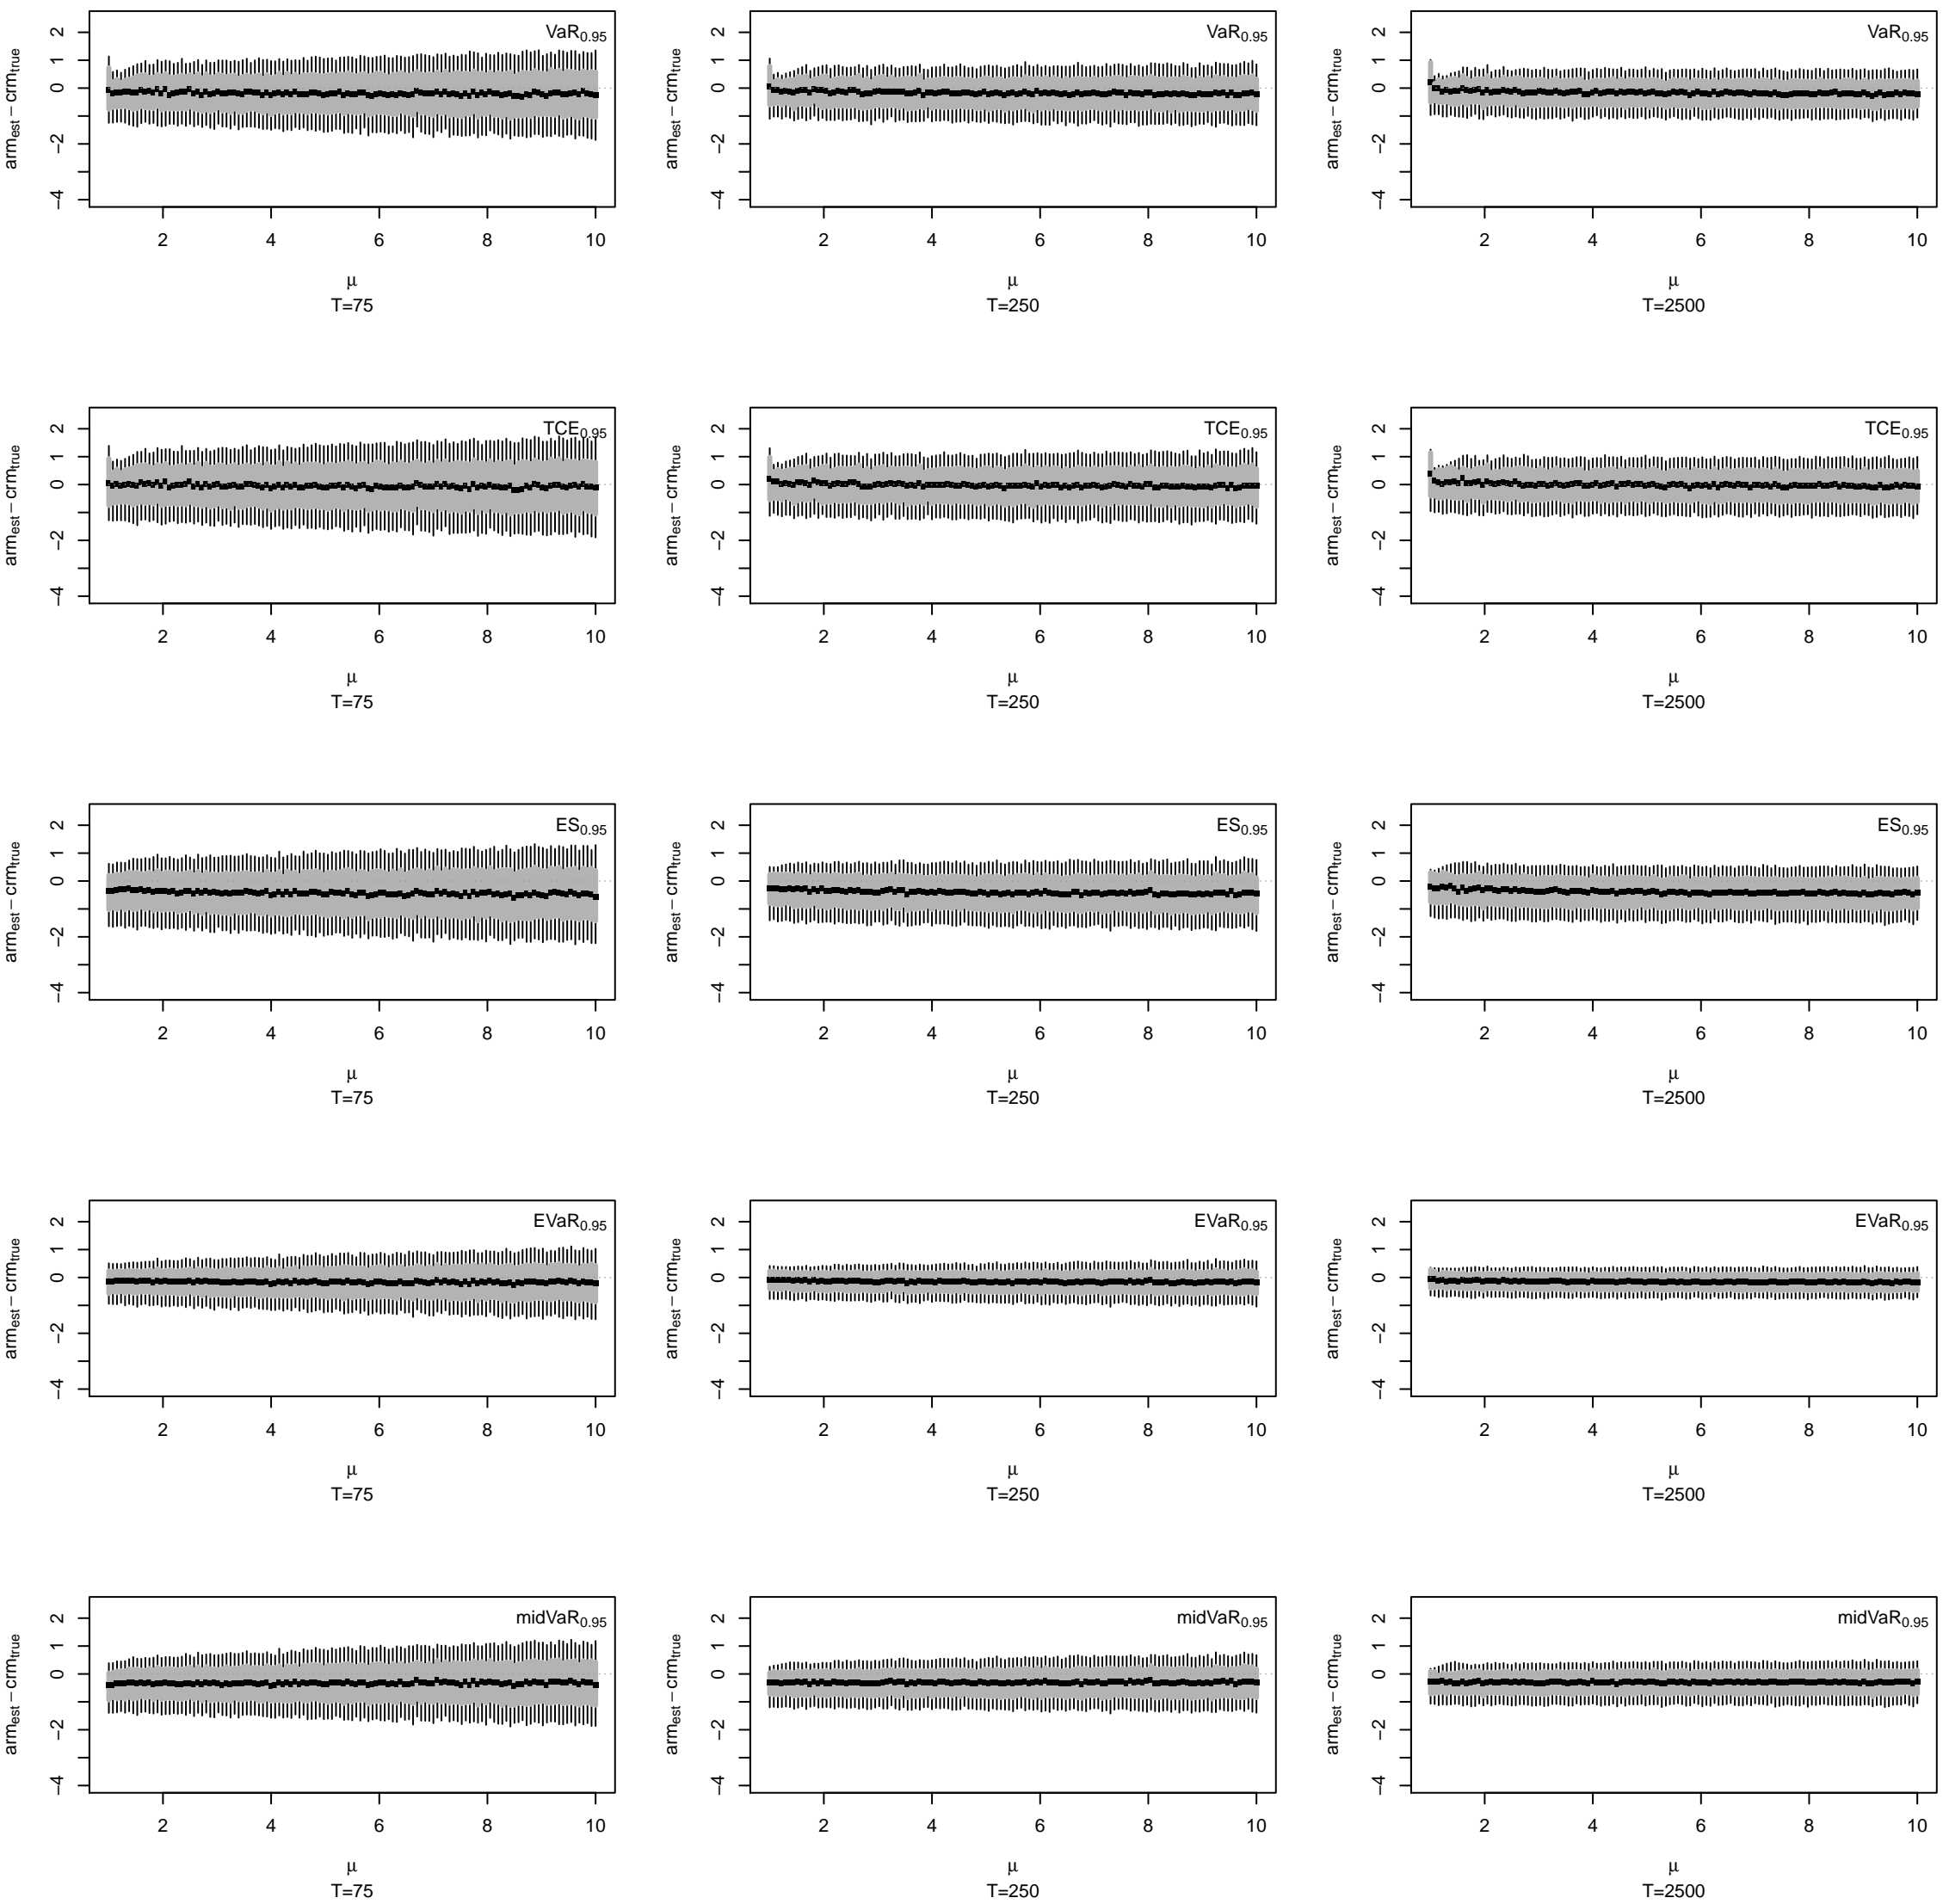 VaR0.95 VaR0.95 VaR0.95
armest−crmtrue armest−crmtrue armest−crmtrue
2 1 0 −2 −4 2 1 0 −2 −4 2 1 0 −2 −4
2 4 6 8 10 2 4 6 8 10 2 4 6 8 10
μ μ μ
T=75 T=250 T=2500
TCE0.95 TCE0.95 TCE0.95
armest−crmtrue armest−crmtrue armest−crmtrue
2 1 0 −2 −4 2 1 0 −2 −4 2 1 0 −2 −4
2 4 6 8 10 2 4 6 8 10 2 4 6 8 10
μ μ μ
T=75 T=250 T=2500
ES0.95 ES0.95 ES0.95
armest−crmtrue armest−crmtrue armest−crmtrue
2 1 0 −2 −4 2 1 0 −2 −4 2 1 0 −2 −4
2 4 6 8 10 2 4 6 8 10 2 4 6 8 10
μ μ μ
T=75 T=250 T=2500
EVaR0.95 EVaR0.95 EVaR0.95
armest−crmtrue armest−crmtrue armest−crmtrue
2 1 0 −2 −4 2 1 0 −2 −4 2 1 0 −2 −4
2 4 6 8 10 2 4 6 8 10 2 4 6 8 10
μ μ μ
T=75 T=250 T=2500
midVaR0.95 midVaR0.95 midVaR0.95
armest−crmtrue armest−crmtrue armest−crmtrue
2 1 0 −2 −4 2 1 0 −2 −4 2 1 0 −2 −4
2 4 6 8 10 2 4 6 8 10 2 4 6 8 10
μ μ μ
T=75 T=250 T=2500